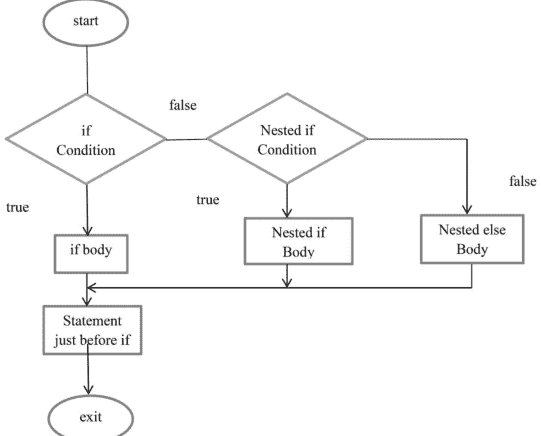 start
false
if
Condition
Nested if
Condition
true
true
false
if body
Nested if
Body
Nested else
Body
Statement
just before if
exit